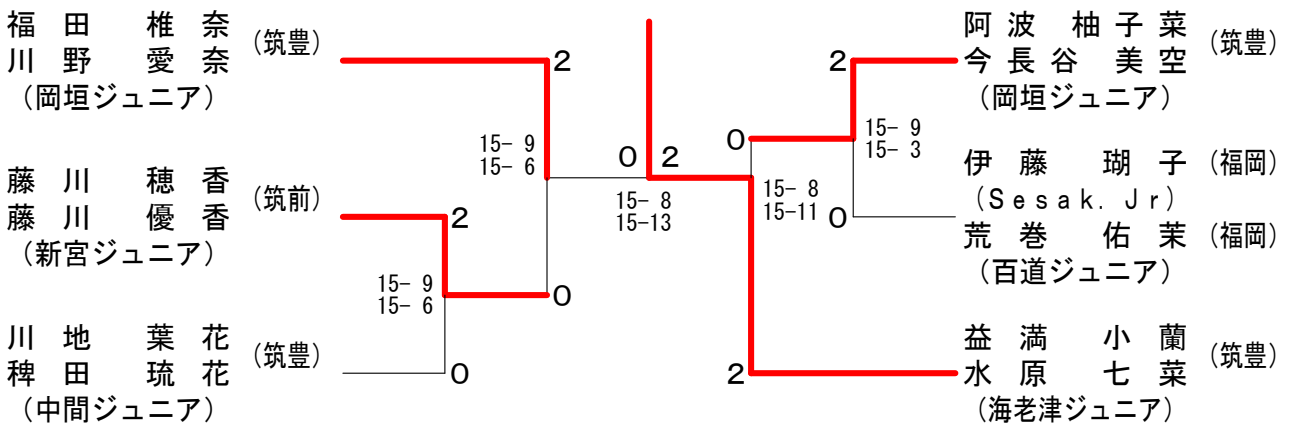 福田 椎奈
川野 愛奈
(筑豊)
(岡垣ジュニア)
藤川 穂香
藤川 優香
(筑前)
(新宮ジュニア)
川地 葉花
稗田 琉花
(筑豊)
(中間ジュニア)
2
15- 9
15- 6
2
15- 9
15- 6
0
0
0 2
15- 8
15-13
0
15- 8
15-11
2
2
15- 9
15- 3
0
阿波 柚子菜
今長谷 美空
(筑豊)
(岡垣ジュニア)
伊藤 瑚子 (福岡)
(Sesak. Jr)
荒巻 佑茉 (福岡)
(百道ジュニア)
益満 小蘭
水原 七菜
(筑豊)
(海老津ジュニア)